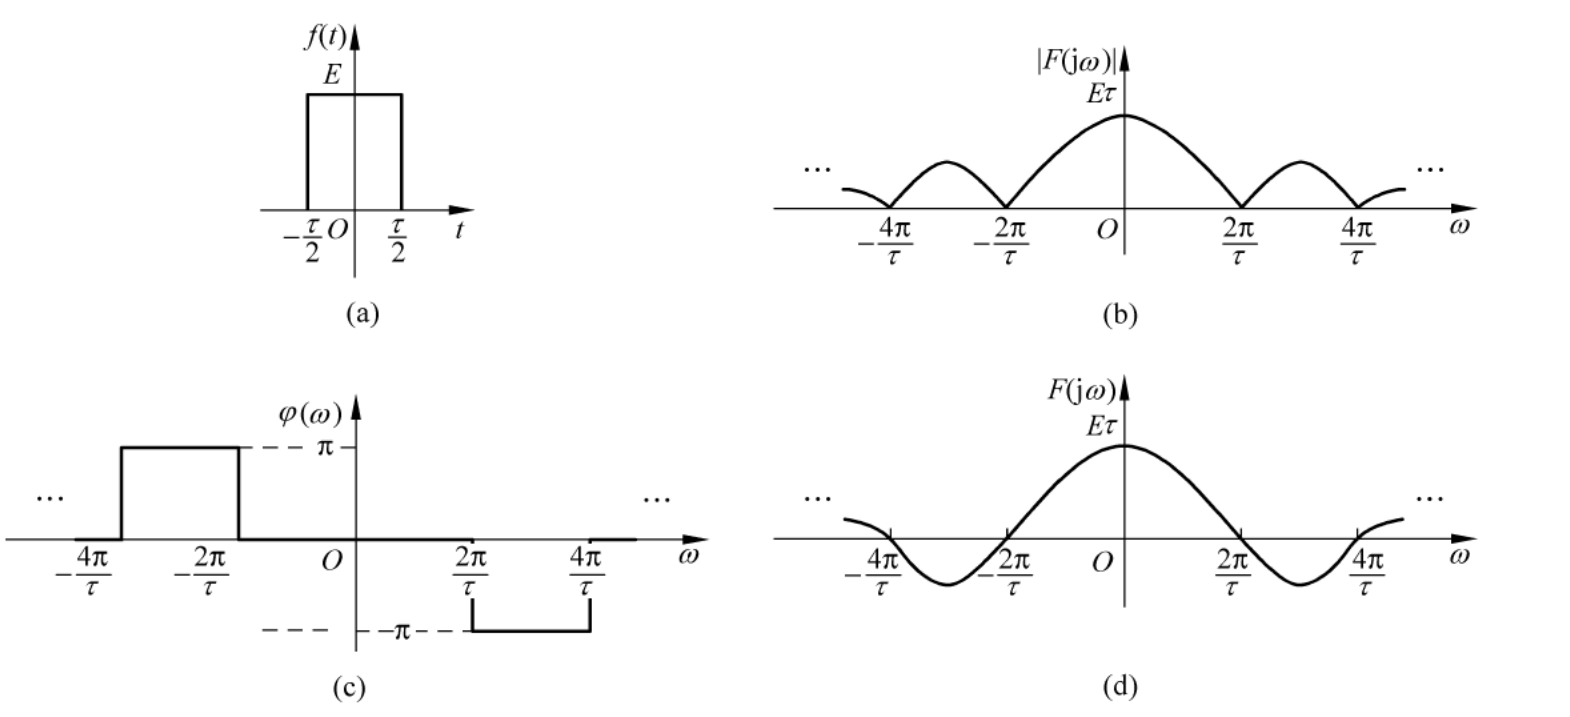 f(t)
E
−τ/2 O τ/2 t
(a)
|F(jω)|
Eτ
··· ···
−4π/τ −2π/τ O 2π/τ 4π/τ ω
(b)
φ(ω)
π
··· ···
−4π/τ −2π/τ O 2π/τ 4π/τ ω
−π
(c)
F(jω)
Eτ
··· ···
−4π/τ −2π/τ O 2π/τ 4π/τ ω
(d)